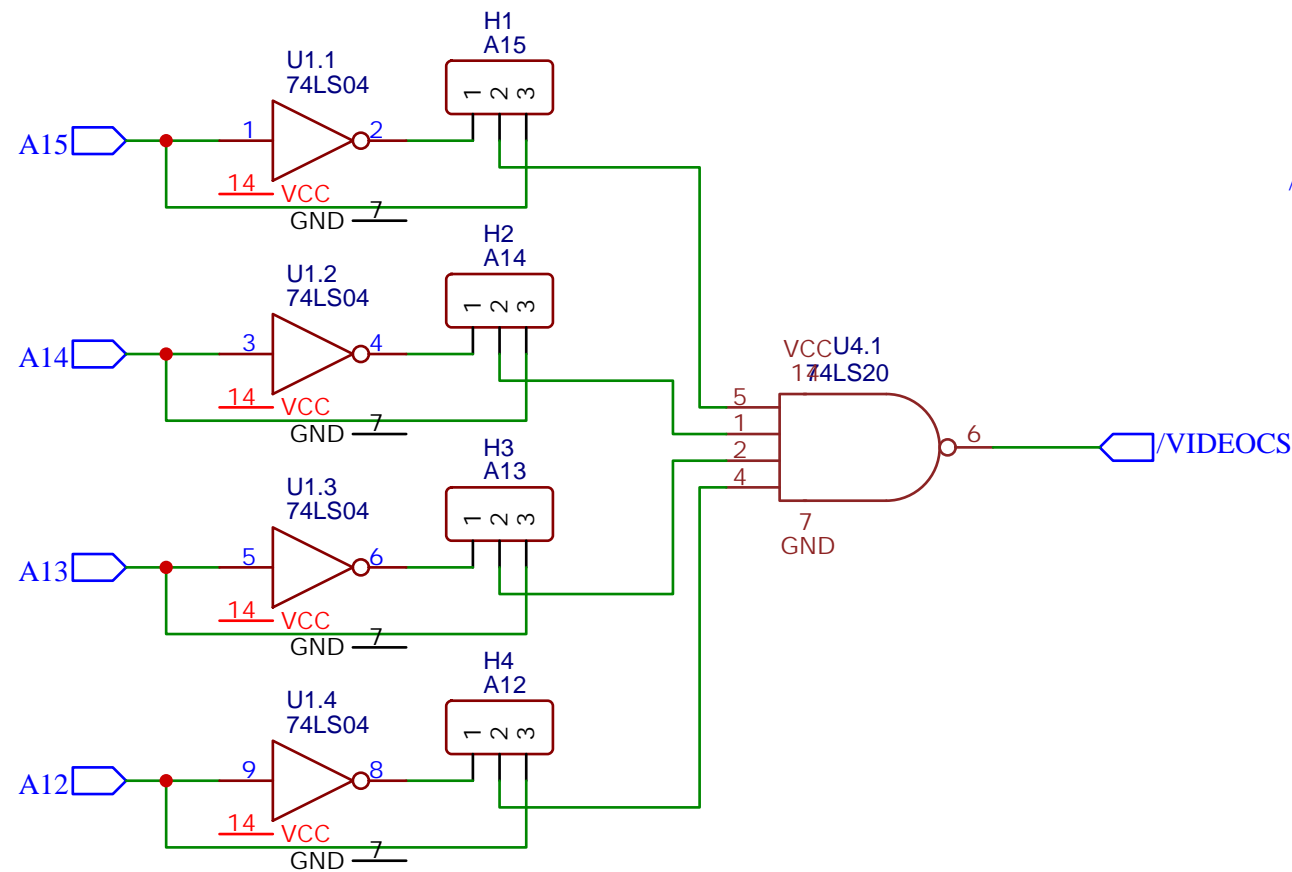 H1
A15
1 2 3
U1.1
74LS04
A15
1
2
14 VCC
GND 7
H2
A14
1 2 3
U1.2
74LS04
A14
3
4
14 VCC
GND 7
H3
A13
1 2 3
U1.3
74LS04
A13
5
6
14 VCC
GND 7
H4
A12
1 2 3
U1.4
74LS04
A12
9
8
14 VCC
GND 7
VCC U4.1
14 74LS20
5
1
2
4
6
7
GND
/VIDEOCS